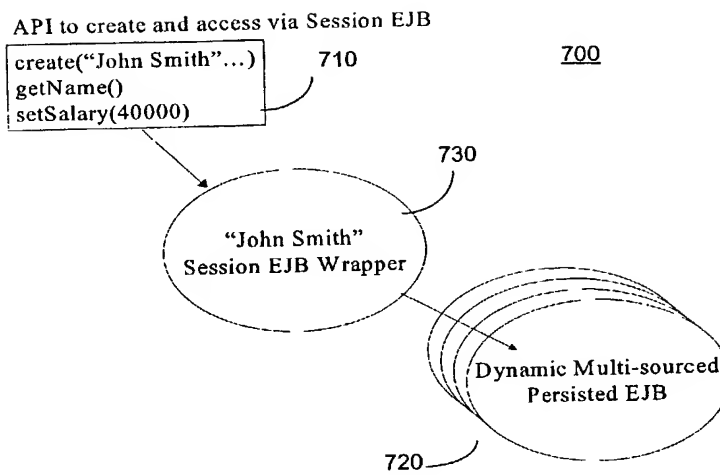 API to create and access via Session EJB
create(“John Smith”...)
getName()
setSalary(40000)
710
700
730
“John Smith”
Session EJB Wrapper
Dynamic Multi-sourced
Persisted EJB
720